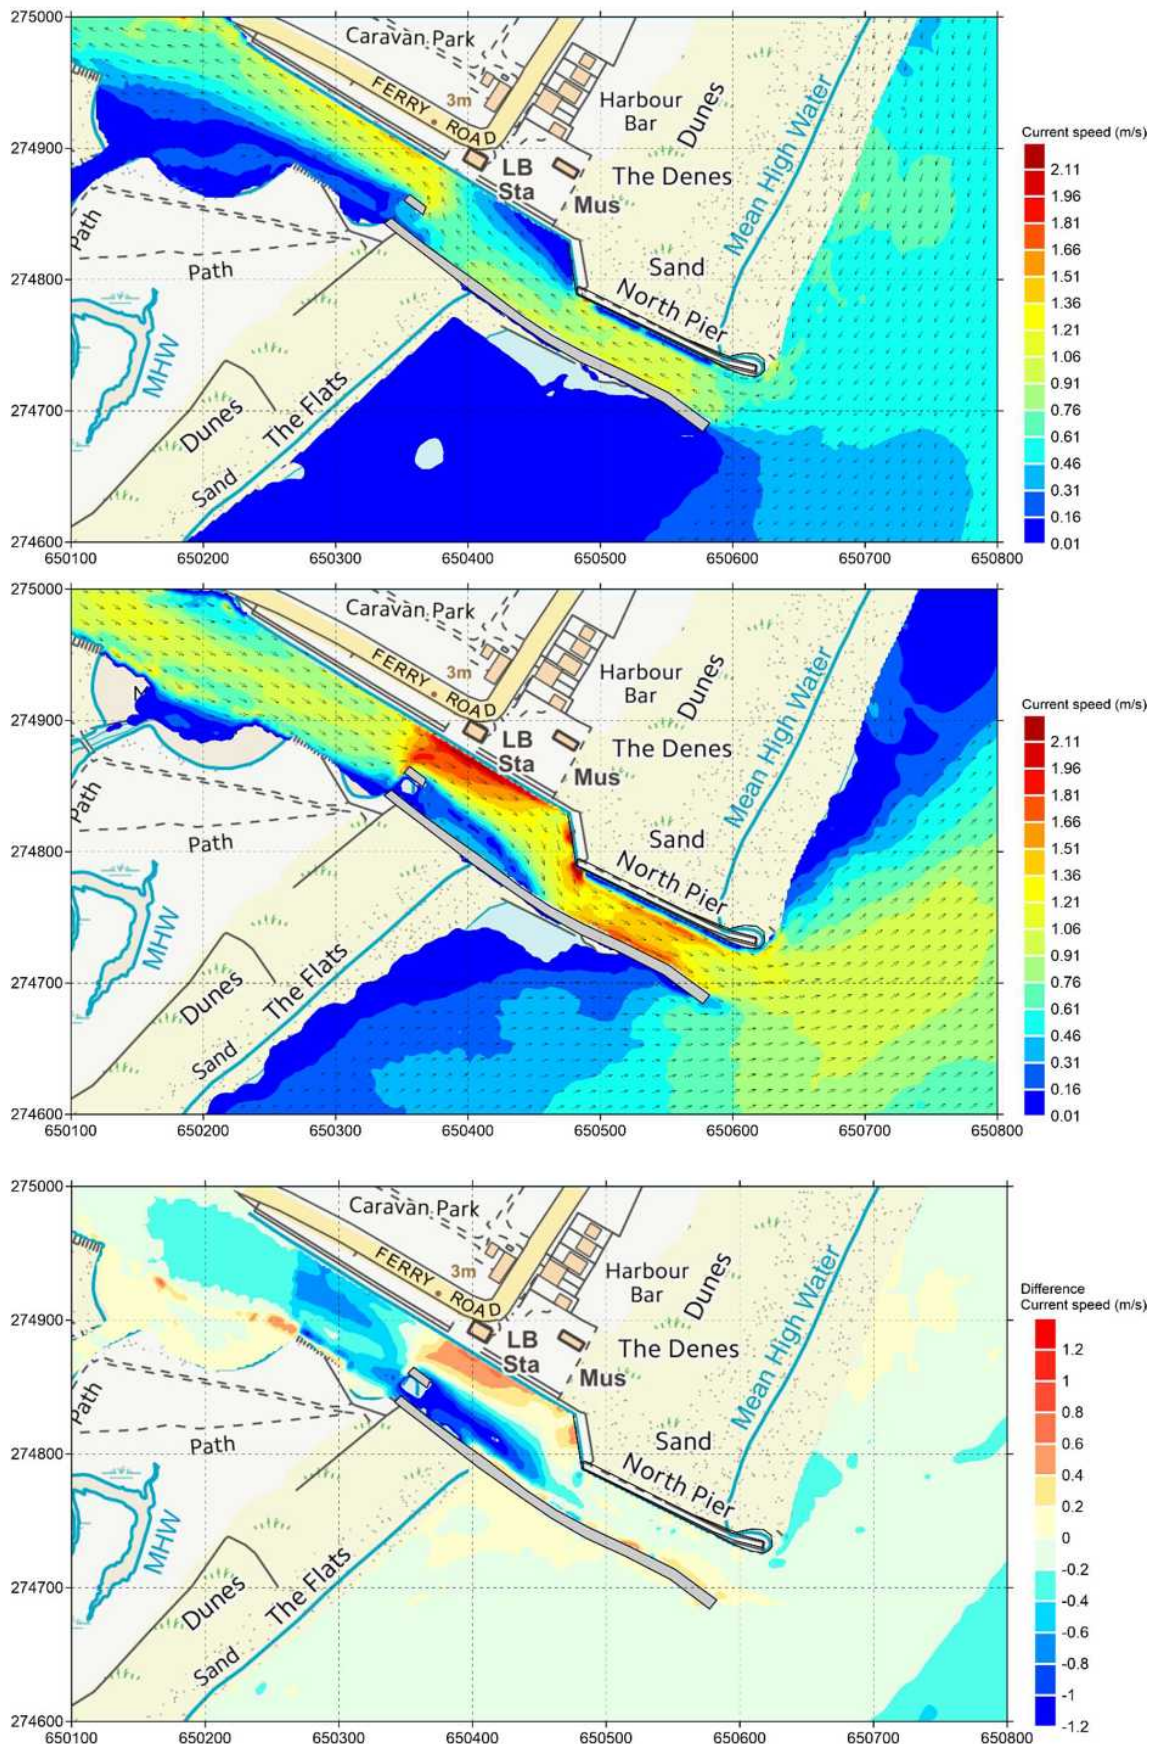 275000
274900
274800
274700
274600
650100
650200
650300
650400
650500
650600
650700
650800
Caravan Park
3m
FERRY ROAD
Harbour
Bar
Dunes
LB
Sta
The Denes
Mus
Mean High Water
Path
Path
Sand
North Pier
MHW
Dunes
The Flats
Sand
Current speed (m/s)
2.11
1.96
1.81
1.66
1.51
1.36
1.21
1.06
0.91
0.76
0.61
0.46
0.31
0.16
0.01
275000
274900
274800
274700
274600
650100
650200
650300
650400
650500
650600
650700
650800
Caravan Park
3m
FERRY ROAD
Harbour
Bar
Dunes
LB
Sta
The Denes
Mus
Mean High Water
M
Path
Path
Sand
North Pier
MHW
Dunes
The Flats
Sand
Current speed (m/s)
2.11
1.96
1.81
1.66
1.51
1.36
1.21
1.06
0.91
0.76
0.61
0.46
0.31
0.16
0.01
275000
274900
274800
274700
274600
650100
650200
650300
650400
650500
650600
650700
650800
Caravan Park
3m
FERRY ROAD
Harbour
Bar
Dunes
LB
Sta
The Denes
Mus
Mean High Water
Path
Path
Sand
North Pier
MHW
Dunes
The Flats
Sand
Difference
Current speed (m/s)
1.2
1
0.8
0.6
0.4
0.2
0
-0.2
-0.4
-0.6
-0.8
-1
-1.2